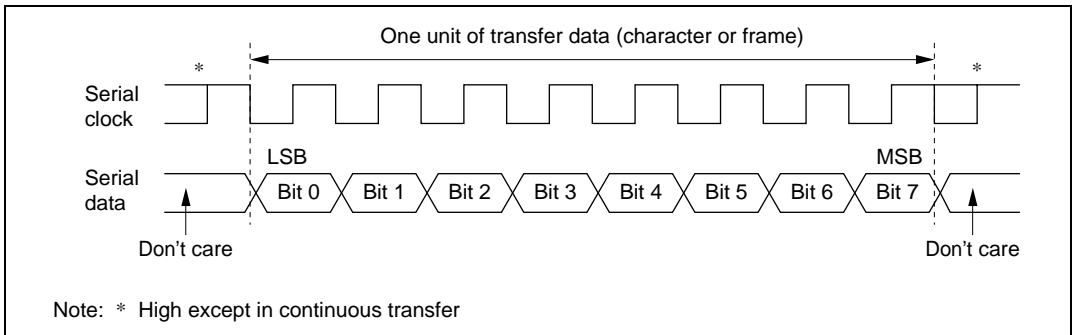 One unit of transfer data (character or frame)
* *
Serial
clock
LSB MSB
Serial
data
Bit 0 Bit 1 Bit 2 Bit 3 Bit 4 Bit 5 Bit 6 Bit 7
Don't care Don't care
Note: * High except in continuous transfer